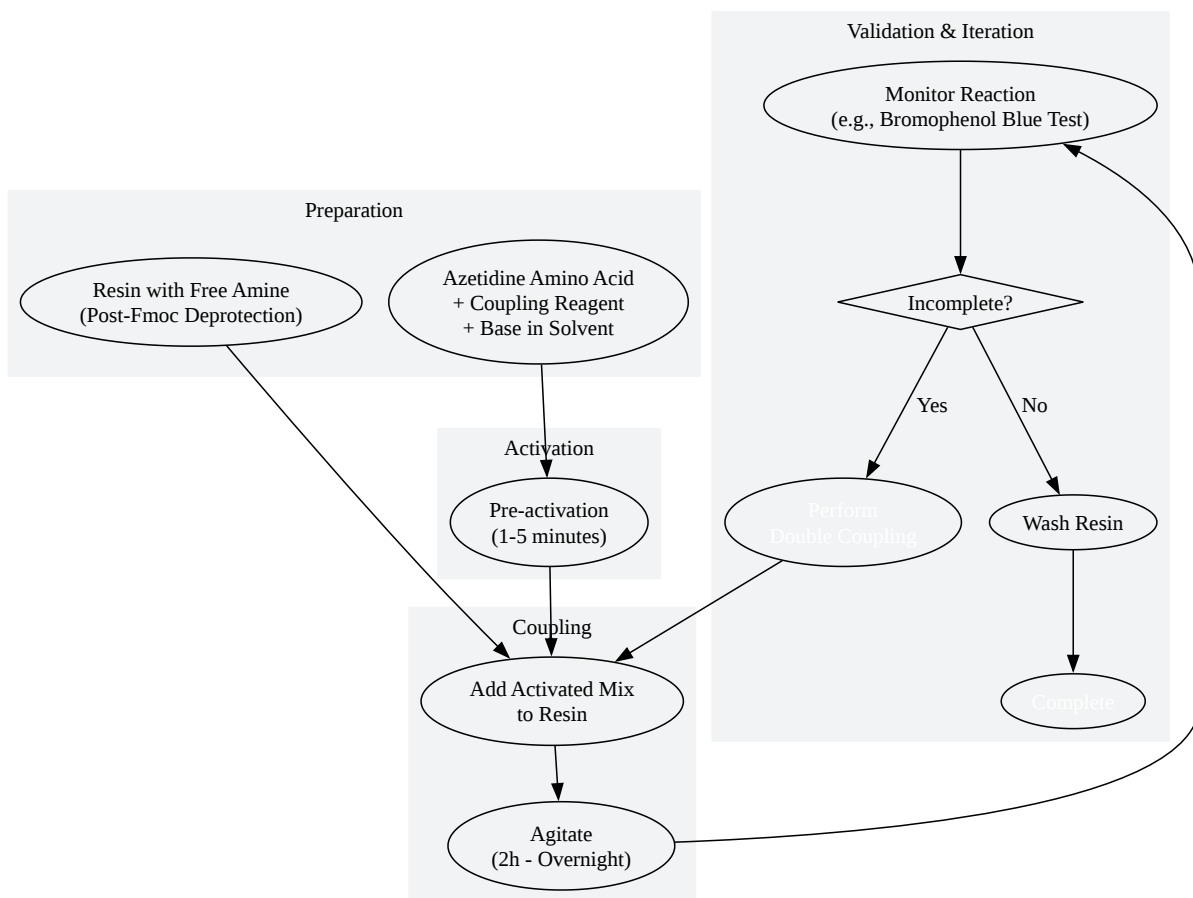 Validation & Iteration
Monitor Reaction
(e.g., Bromophenol Blue Test)
Preparation
Resin with Free Amine
(Post-Fmoc Deprotection)
Azetidine Amino Acid
+ Coupling Reagent
+ Base in Solvent
Incomplete?
Yes
No
Activation
Pre-activation
(1-5 minutes)
Perform
Double Coupling
Wash Resin
Coupling
Add Activated Mix
to Resin
Complete
Agitate
(2h - Overnight)